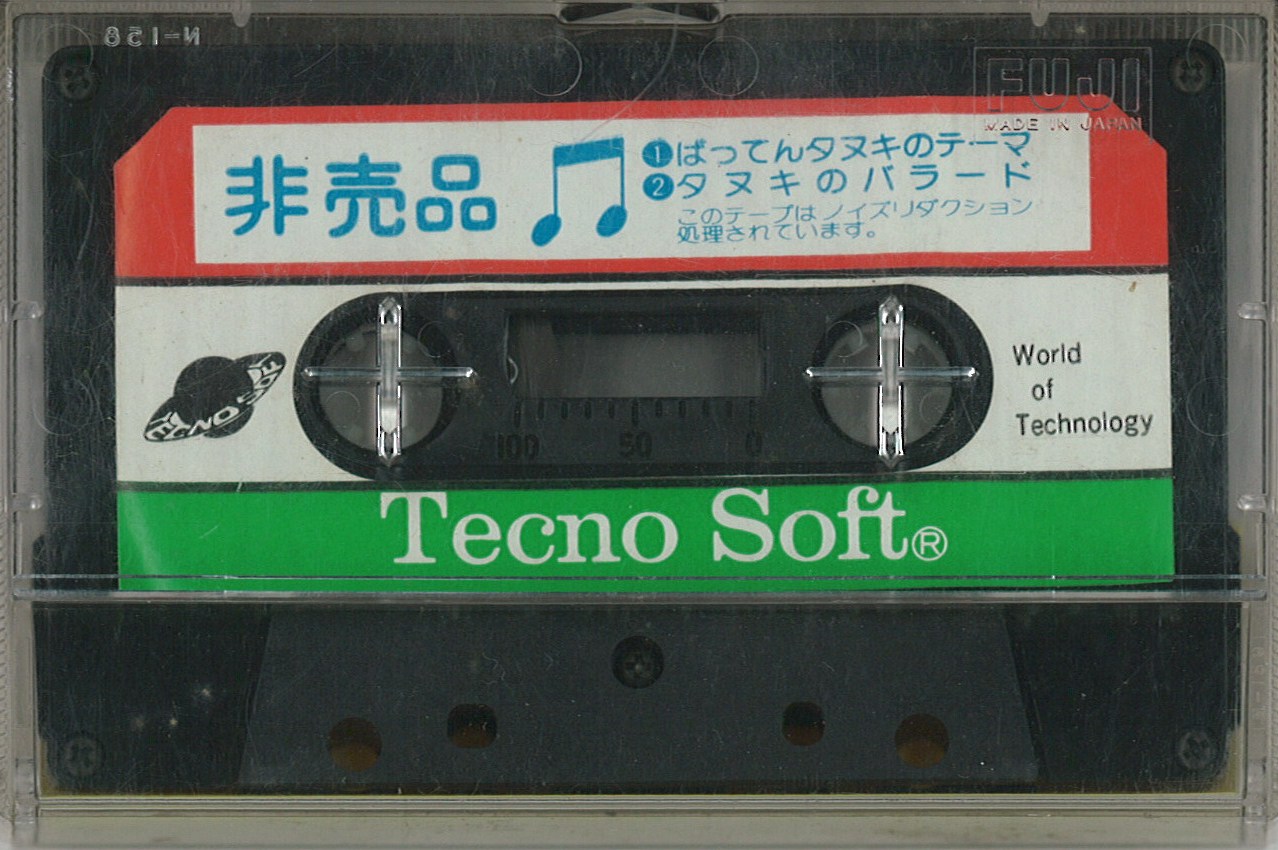 N-158
FUJI
MADE IN JAPAN
非売品
❶ばってんタヌキのテーマ
❷タヌキのバラード
このテープはノイズリダクション
処理されています。
TECNO SOFT
World
of
Technology
100 50 0
Tecno Soft®